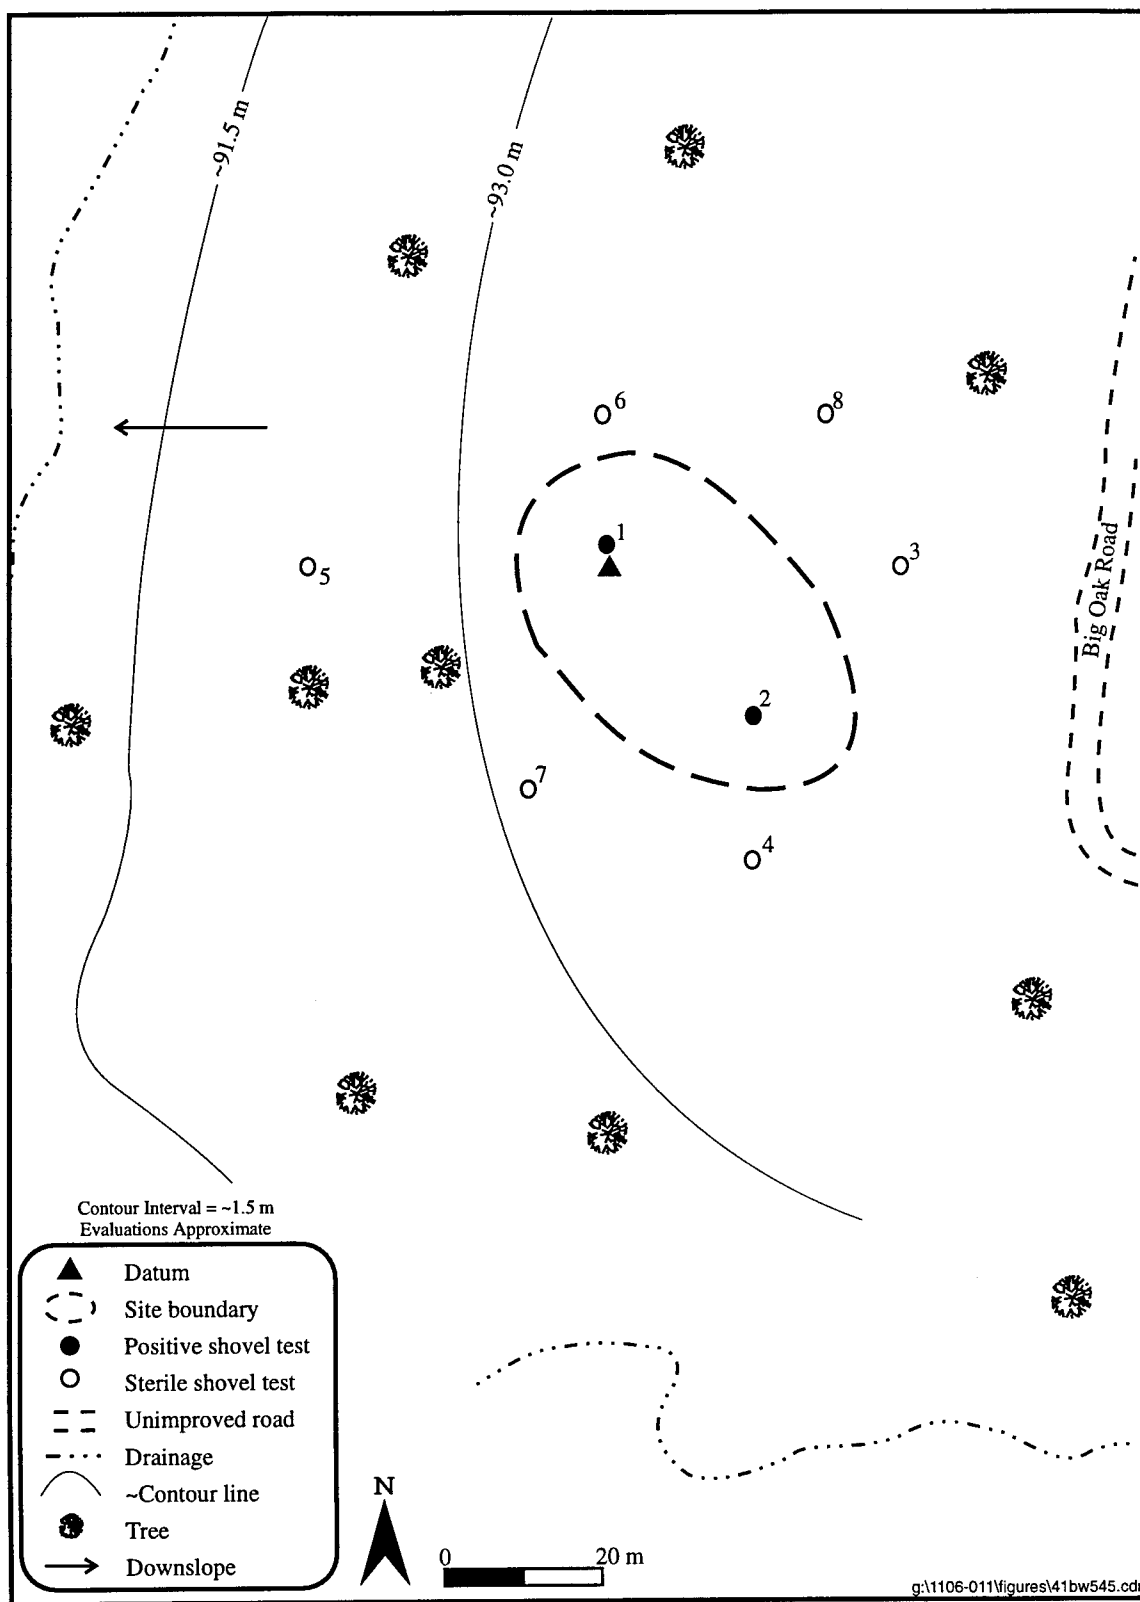 ~91.5 m
~93.0 m
6
8
1
3
5
Big Oak Road
2
7
4
Contour Interval = ~1.5 m
Evaluations Approximate
Datum
Site boundary
Positive shovel test
Sterile shovel test
Unimproved road
Drainage
~Contour line
Tree
Downslope
N
0 20 m
g:\1106-011\figures\41bw545.cdr